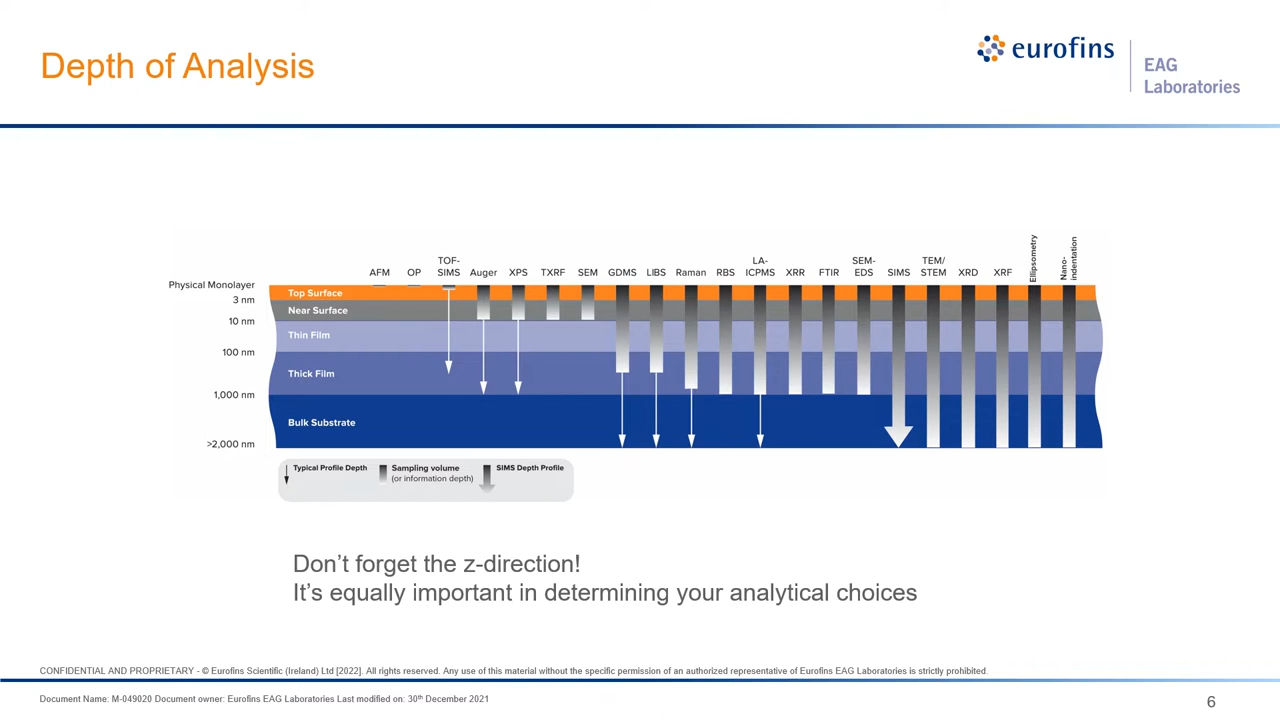 Depth of Analysis
eurofins
EAG
Laboratories
AFM
OP
TOF-
SIMS
Auger
XPS
TXRF
SEM
GDMS
LIBS
Raman
RBS
LA-
ICPMS
XRR
FTIR
SEM-
EDS
SIMS
TEM/
STEM
XRD
XRF
Ellipsometry
Nano-
indentation
Physical Monolayer
Top Surface
3 nm
Near Surface
10 nm
Thin Film
100 nm
Thick Film
1,000 nm
Bulk Substrate
>2,000 nm
Typical Profile Depth
Sampling volume
(or information depth)
SIMS Depth Profile
Don’t forget the z-direction!
It’s equally important in determining your analytical choices
CONFIDENTIAL AND PROPRIETARY - © Eurofins Scientific (Ireland) Ltd [2022]. All rights reserved. Any use of this material without the specific permission of an authorized representative of Eurofins EAG Laboratories is strictly prohibited.
Document Name: M-049020 Document owner: Eurofins EAG Laboratories Last modified on: 30th December 2021
6